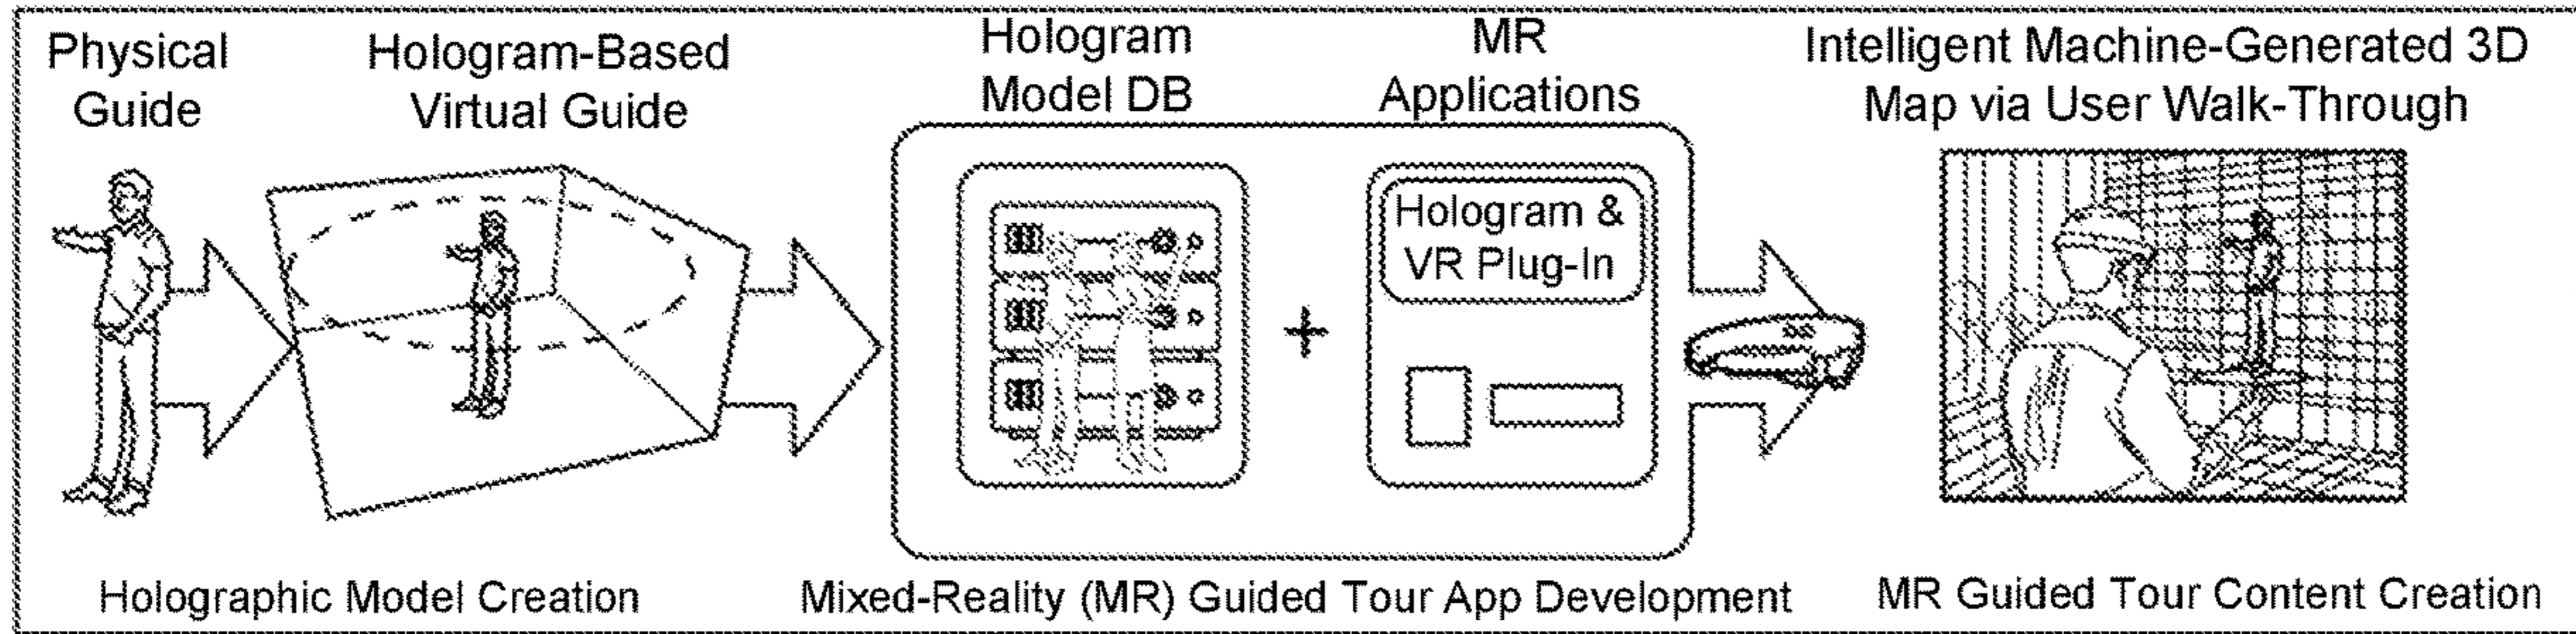 Physical
Guide
Hologram-Based
Virtual Guide
Hologram
Model DB
MR
Applications
Intelligent Machine-Generated 3D
Map via User Walk-Through
Hologram &
VR Plug-In
+
Holographic Model Creation
Mixed-Reality (MR) Guided Tour App Development
MR Guided Tour Content Creation